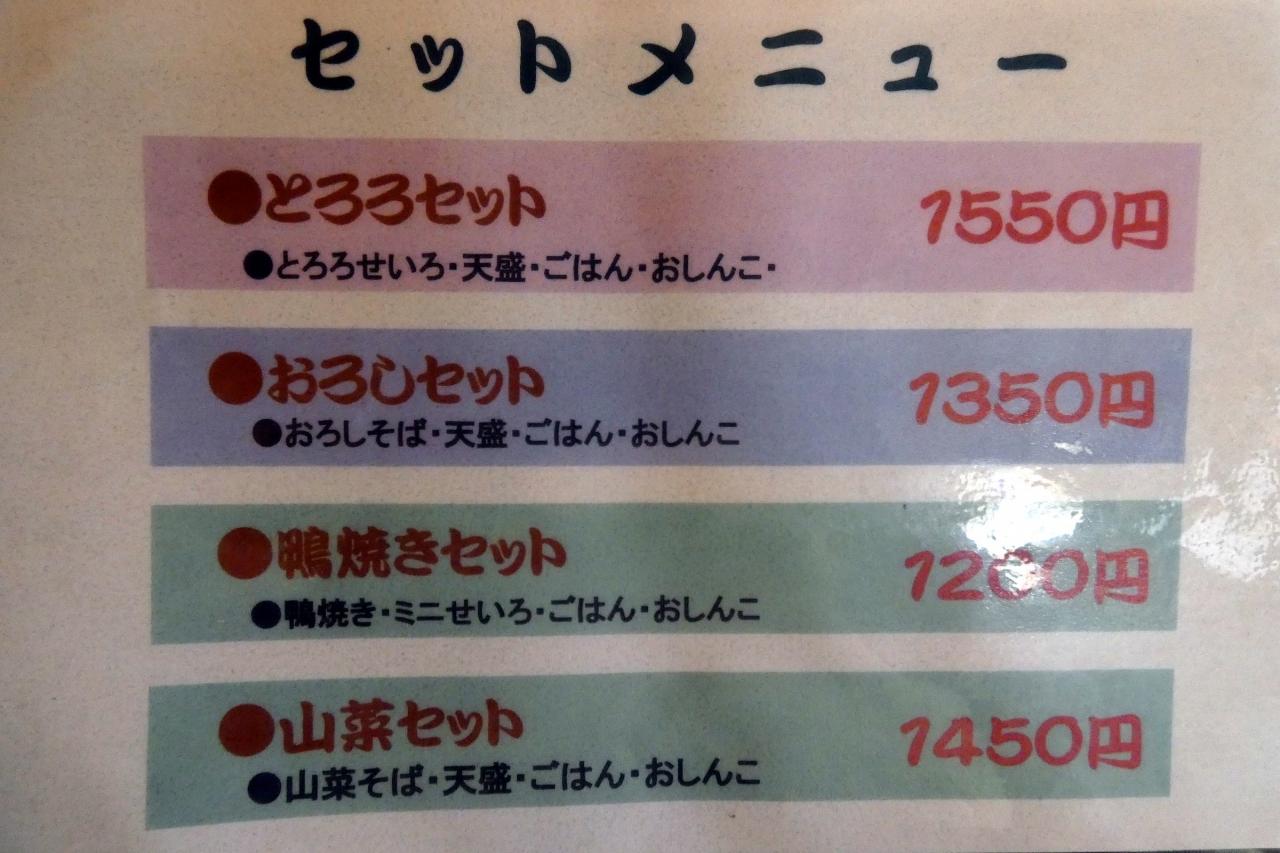 セットメニュー
●とろろセット 1550円
●とろろせいろ・天盛・ごはん・おしんこ・
●おろしセット 1350円
●おろしそば・天盛・ごはん・おしんこ
●鴨焼きセット 1200円
●鴨焼き・ミニせいろ・ごはん・おしんこ
●山菜セット 1450円
●山菜そば・天盛・ごはん・おしんこ